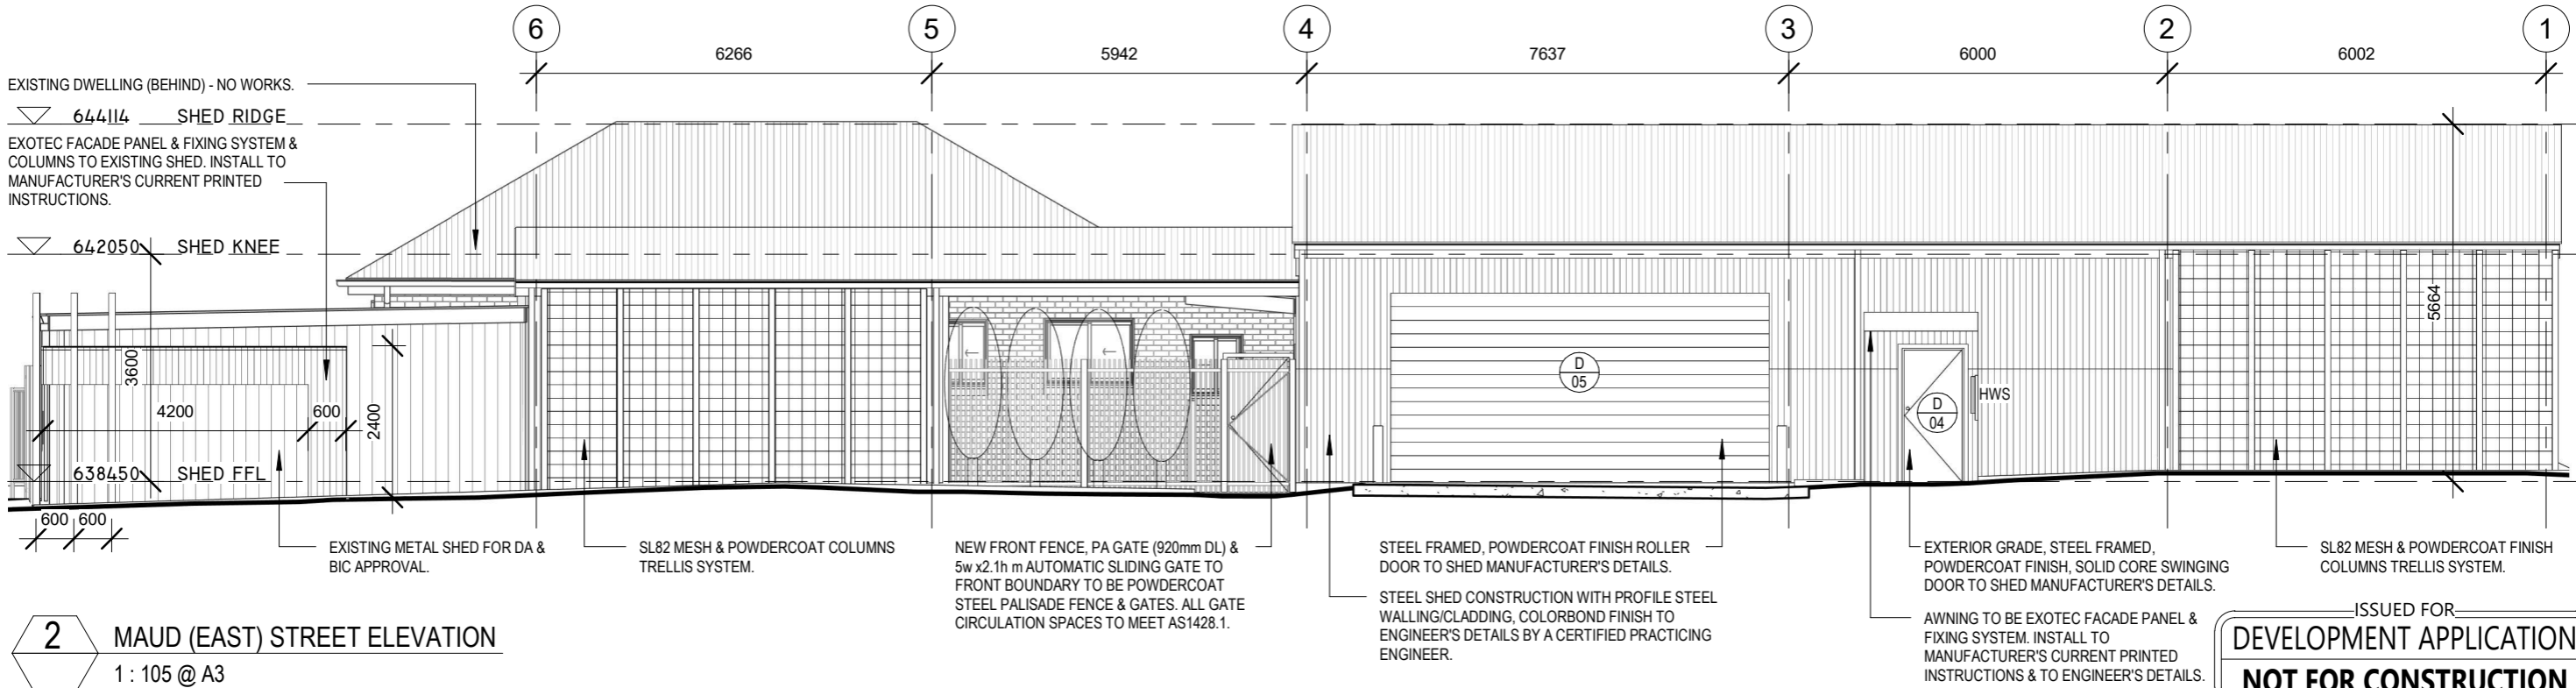 6
5
4
3
2
1
6266
5942
7637
6000
6002
EXISTING DWELLING (BEHIND) - NO WORKS.
644114 SHED RIDGE
EXOTEC FACADE PANEL & FIXING SYSTEM &
COLUMNS TO EXISTING SHED. INSTALL TO
MANUFACTURER'S CURRENT PRINTED
INSTRUCTIONS.
642050 SHED KNEE
3600
4200
600
2400
638450 SHED FFL
600
600
5664
D
05
D
04
HWS
EXISTING METAL SHED FOR DA &
BIC APPROVAL.
SL82 MESH & POWDERCOAT COLUMNS
TRELLIS SYSTEM.
NEW FRONT FENCE, PA GATE (920mm DL) &
5w x2.1h m AUTOMATIC SLIDING GATE TO
FRONT BOUNDARY TO BE POWDERCOAT
STEEL PALISADE FENCE & GATES. ALL GATE
CIRCULATION SPACES TO MEET AS1428.1.
STEEL FRAMED, POWDERCOAT FINISH ROLLER
DOOR TO SHED MANUFACTURER'S DETAILS.
STEEL SHED CONSTRUCTION WITH PROFILE STEEL
WALLING/CLADDING, COLORBOND FINISH TO
ENGINEER'S DETAILS BY A CERTIFIED PRACTICING
ENGINEER.
EXTERIOR GRADE, STEEL FRAMED,
POWDERCOAT FINISH, SOLID CORE SWINGING
DOOR TO SHED MANUFACTURER'S DETAILS.
AWNING TO BE EXOTEC FACADE PANEL &
FIXING SYSTEM. INSTALL TO
MANUFACTURER'S CURRENT PRINTED
INSTRUCTIONS & TO ENGINEER'S DETAILS.
SL82 MESH & POWDERCOAT FINISH
COLUMNS TRELLIS SYSTEM.
2
MAUD (EAST) STREET ELEVATION
1 : 105 @ A3
ISSUED FOR
DEVELOPMENT APPLICATION
NOT FOR CONSTRUCTION